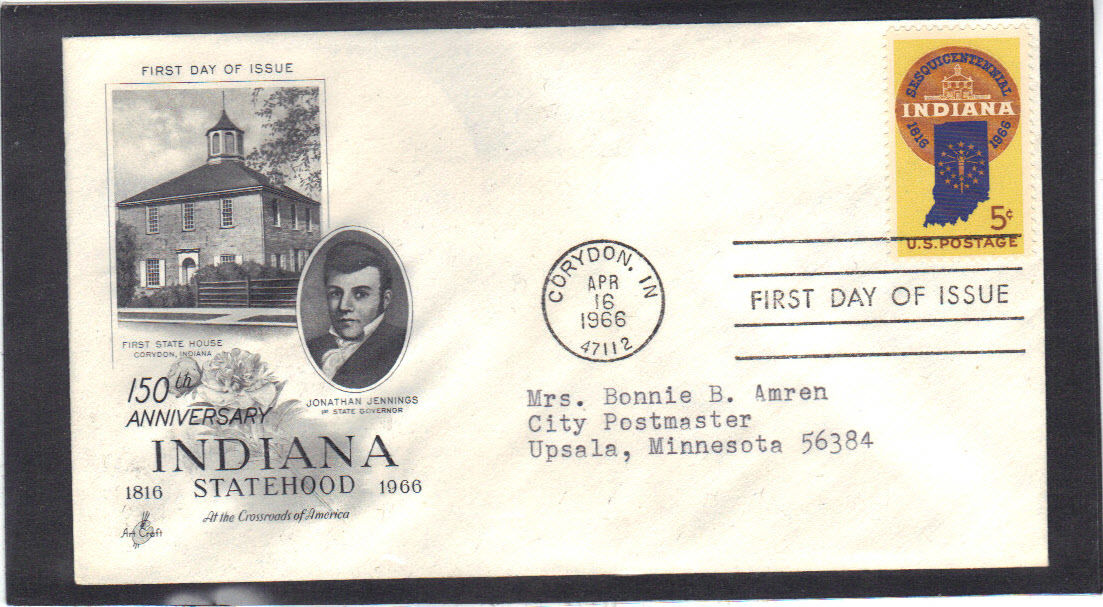 FIRST DAY OF ISSUE
FIRST STATE HOUSE
CORYDON, INDIANA
JONATHAN JENNINGS
1st STATE GOVERNOR
150th
ANNIVERSARY
INDIANA
1816 STATEHOOD 1966
At the Crossroads of America
Art Craft
SESQUICENTENNIAL
INDIANA
1816 1966
5¢
U.S. POSTAGE
CORYDON, IN
APR
16
1966
47112
FIRST DAY OF ISSUE
Mrs. Bonnie B. Amren
City Postmaster
Upsala, Minnesota 56384